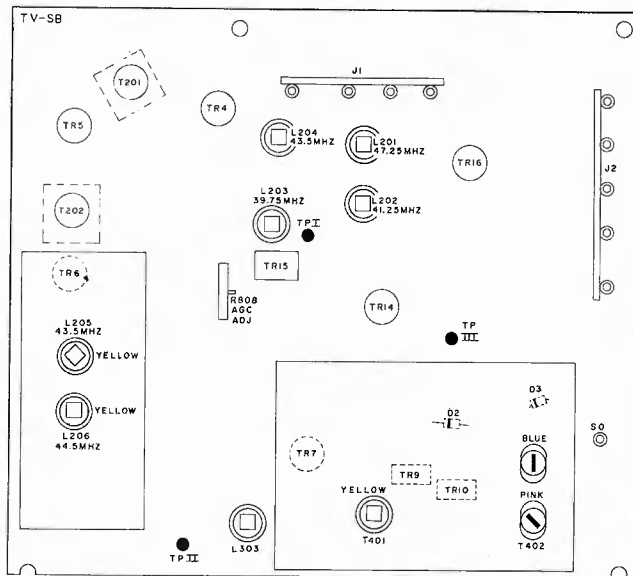 TV-SB
T201
TR5
TR4
J1
L204
43.5MHZ
L201
47.25MHZ
TR16
J2
T202
L203
39.75MHZ
L202
41.25MHZ
TP I
TR6
TR15
R808
AGC
ADJ
TR14
TP
III
L205
43.5MHZ
YELLOW
YELLOW
L206
44.5MHZ
D2
D3
SO
BLUE
TR7
TR9
TR10
YELLOW
PINK
T401
T402
L303
TP II